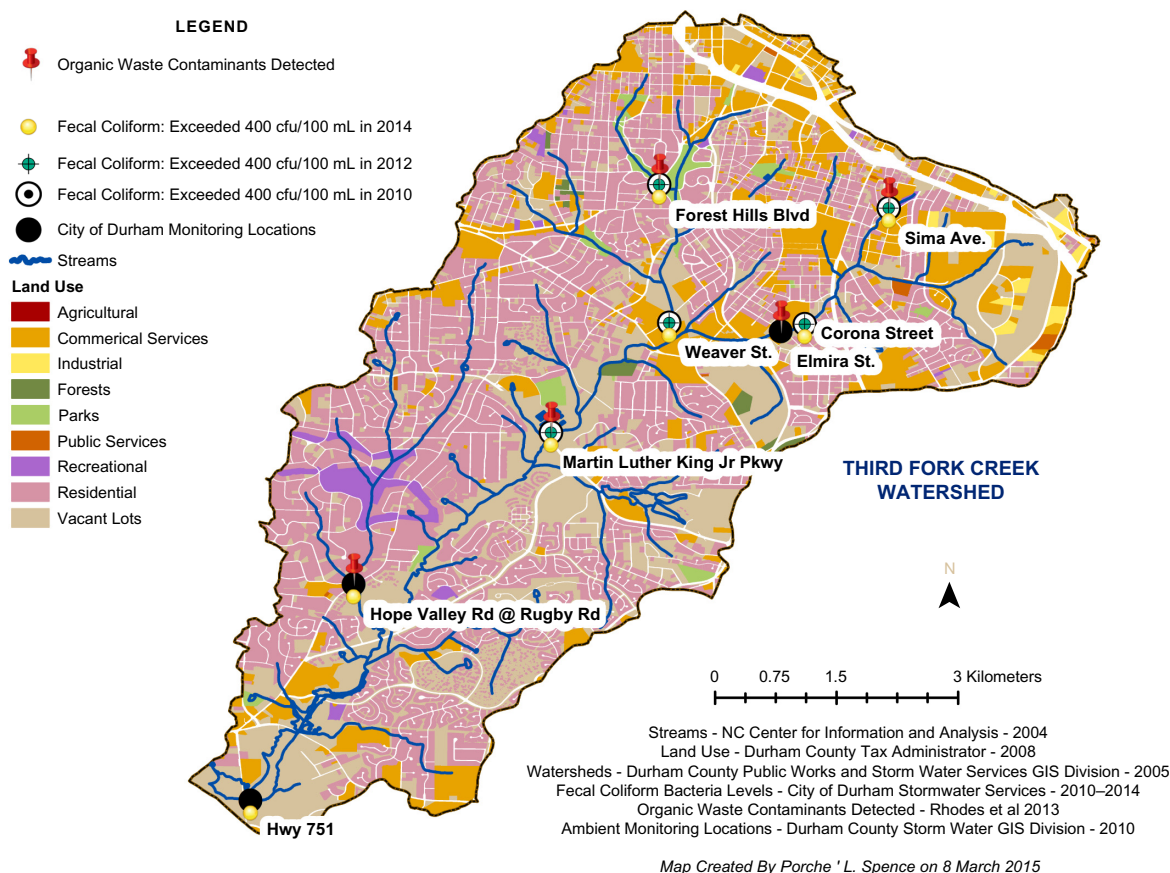 LEGEND
Organic Waste Contaminants Detected
Fecal Coliform: Exceeded 400 cfu/100 mL in 2014
Fecal Coliform: Exceeded 400 cfu/100 mL in 2012
Fecal Coliform: Exceeded 400 cfu/100 mL in 2010
City of Durham Monitoring Locations
Streams
Land Use
Agricultural
Commerical Services
Industrial
Forests
Parks
Public Services
Recreational
Residential
Vacant Lots
Forest Hills Blvd
Sima Ave.
Corona Street
Weaver St.
Elmira St.
Martin Luther King Jr Pkwy
THIRD FORK CREEK
WATERSHED
N
Hope Valley Rd @ Rugby Rd
Hwy 751
0 0.75 1.5 3 Kilometers
Streams - NC Center for Information and Analysis - 2004
Land Use - Durham County Tax Administrator - 2008
Watersheds - Durham County Public Works and Storm Water Services GIS Division - 2005
Fecal Coliform Bacteria Levels - City of Durham Stormwater Services - 2010–2014
Organic Waste Contaminants Detected - Rhodes et al 2013
Ambient Monitoring Locations - Durham County Storm Water GIS Division - 2010
Map Created By Porche ' L. Spence on 8 March 2015